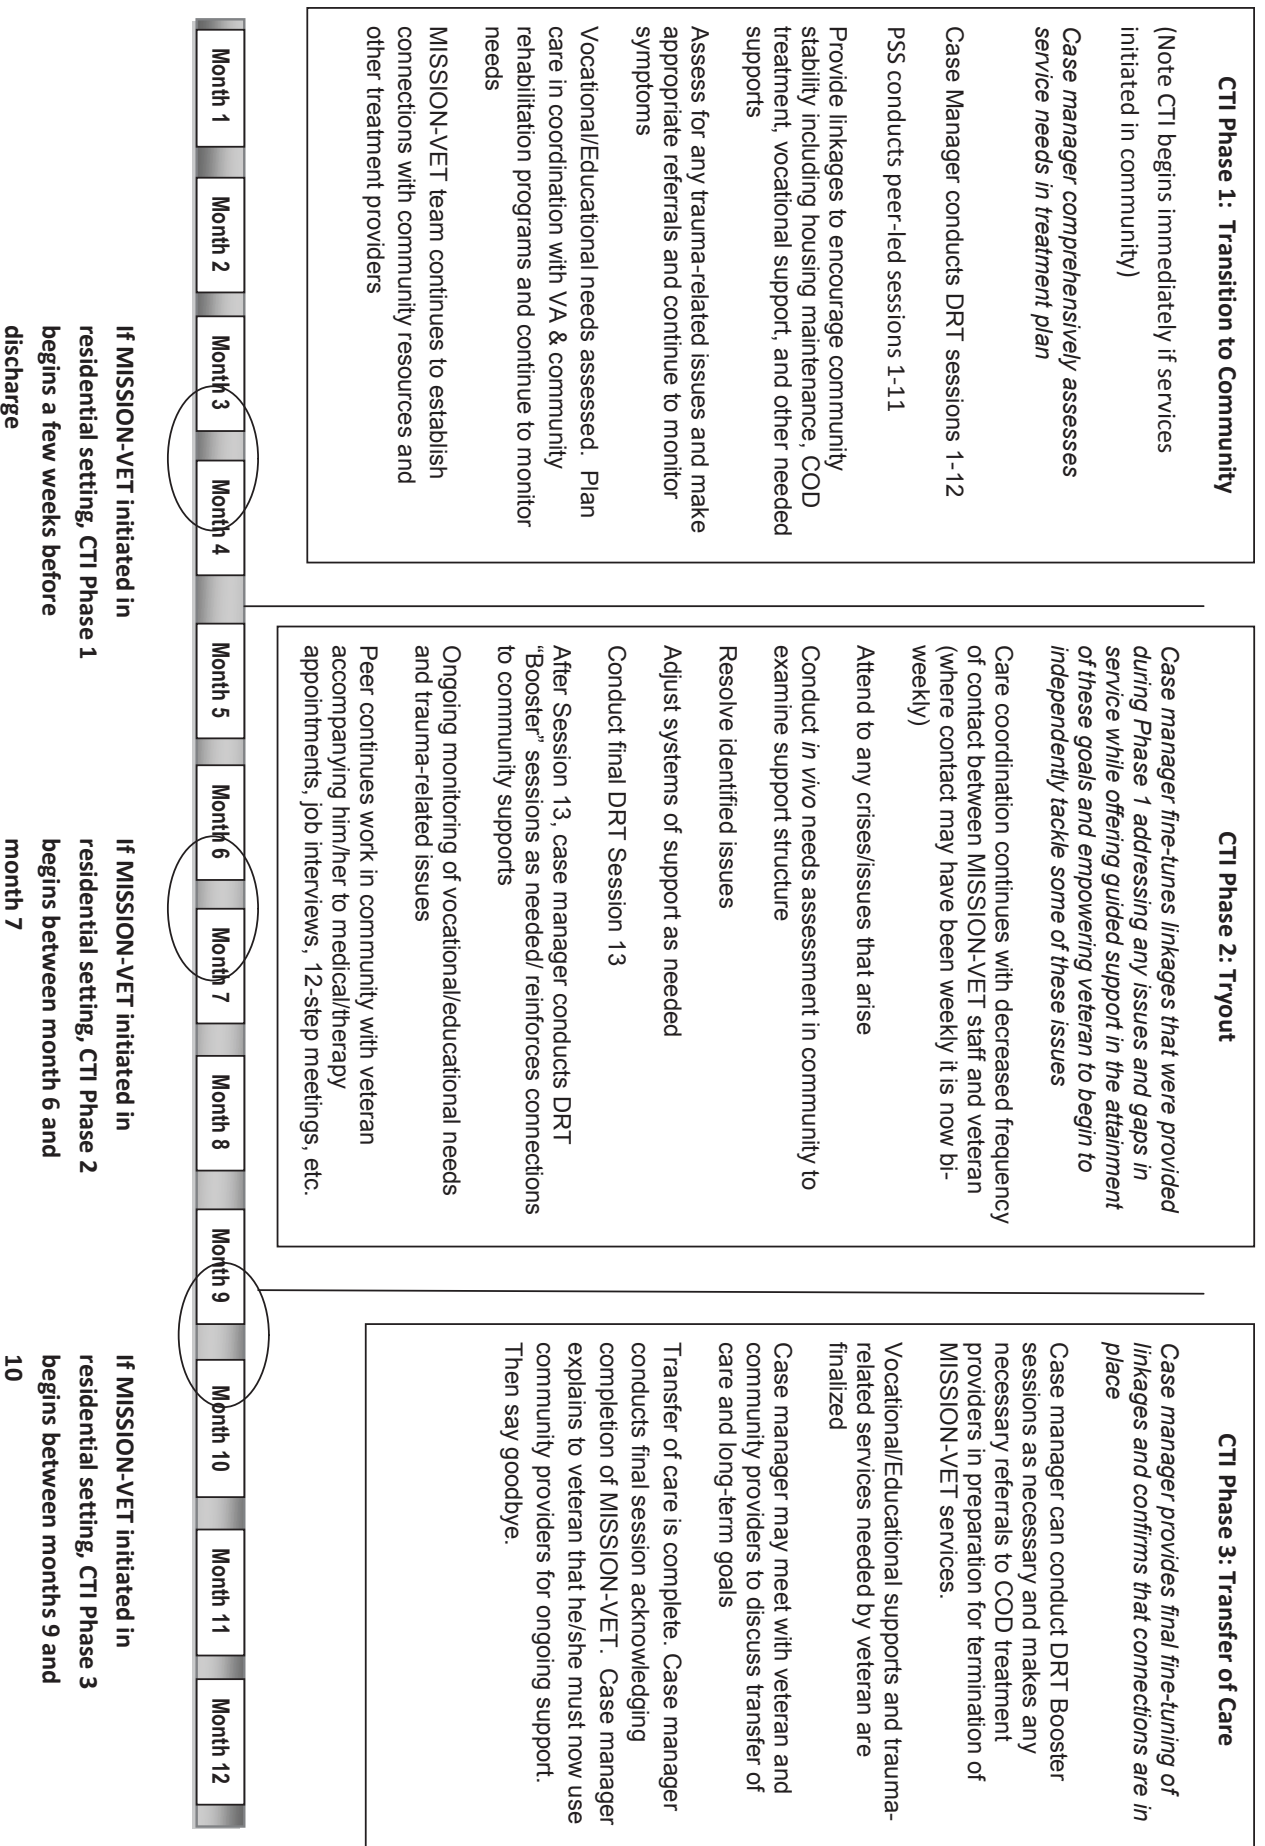 CTI Phase 1:  Transition to Community
(Note CTI begins immediately if services
initiated in community)
Case manager comprehensively assesses
service needs in treatment plan
Case Manager conducts DRT sessions 1-12
PSS conducts peer-led sessions 1-11
Provide linkages to encourage community
stability including housing maintenance, COD
treatment, vocational support, and other needed
supports
Assess for any trauma-related issues and make
appropriate referrals and continue to monitor
symptoms
Vocational/Educational needs assessed.  Plan
care in coordination with VA & community
rehabilitation programs and continue to monitor
needs
MISSION-VET team continues to establish
connections with community resources and
other treatment providers
CTI Phase 2: Tryout
Case manager fine-tunes linkages that were provided
during Phase 1 addressing any issues and gaps in
service while offering guided support in the attainment
of these goals and empowering veteran to begin to
independently tackle some of these issues
Care coordination continues with decreased frequency
of contact between MISSION-VET staff and veteran
(where contact may have been weekly it is now bi-
weekly)
Attend to any crises/issues that arise
Conduct in vivo needs assessment in community to
examine support structure
Resolve identified issues
Adjust systems of support as needed
Conduct final DRT Session 13
After Session 13, case manager conducts DRT
“Booster” sessions as needed/ reinforces connections
to community supports
Ongoing monitoring of vocational/educational needs
and trauma-related issues
Peer continues work in community with veteran
accompanying him/her to medical/therapy
appointments, job interviews, 12-step meetings, etc.
CTI Phase 3: Transfer of Care
Case manager provides final fine-tuning of
linkages and confirms that connections are in
place
Case manager can conduct DRT Booster
sessions as necessary and makes any
necessary referrals to COD treatment
providers in preparation for termination of
MISSION-VET services.
Vocational/Educational supports and trauma-
related services needed by veteran are
finalized
Case manager may meet with veteran and
community providers to discuss transfer of
care and long-term goals
Transfer of care is complete. Case manager
conducts final session acknowledging
completion of MISSION-VET.  Case manager
explains to veteran that he/she must now use
community providers for ongoing support.
Then say goodbye.
Month 1
Month 2
Month 3
Month 4
Month 5
Month 6
Month 7
Month 8
Month 9
Month 10
Month 11
Month 12
If MISSION-VET initiated in
residential setting, CTI Phase 1
begins a few weeks before
discharge
If MISSION-VET initiated in
residential setting, CTI Phase 2
begins between month 6 and
month 7
If MISSION-VET initiated in
residential setting, CTI Phase 3
begins between months 9 and
10